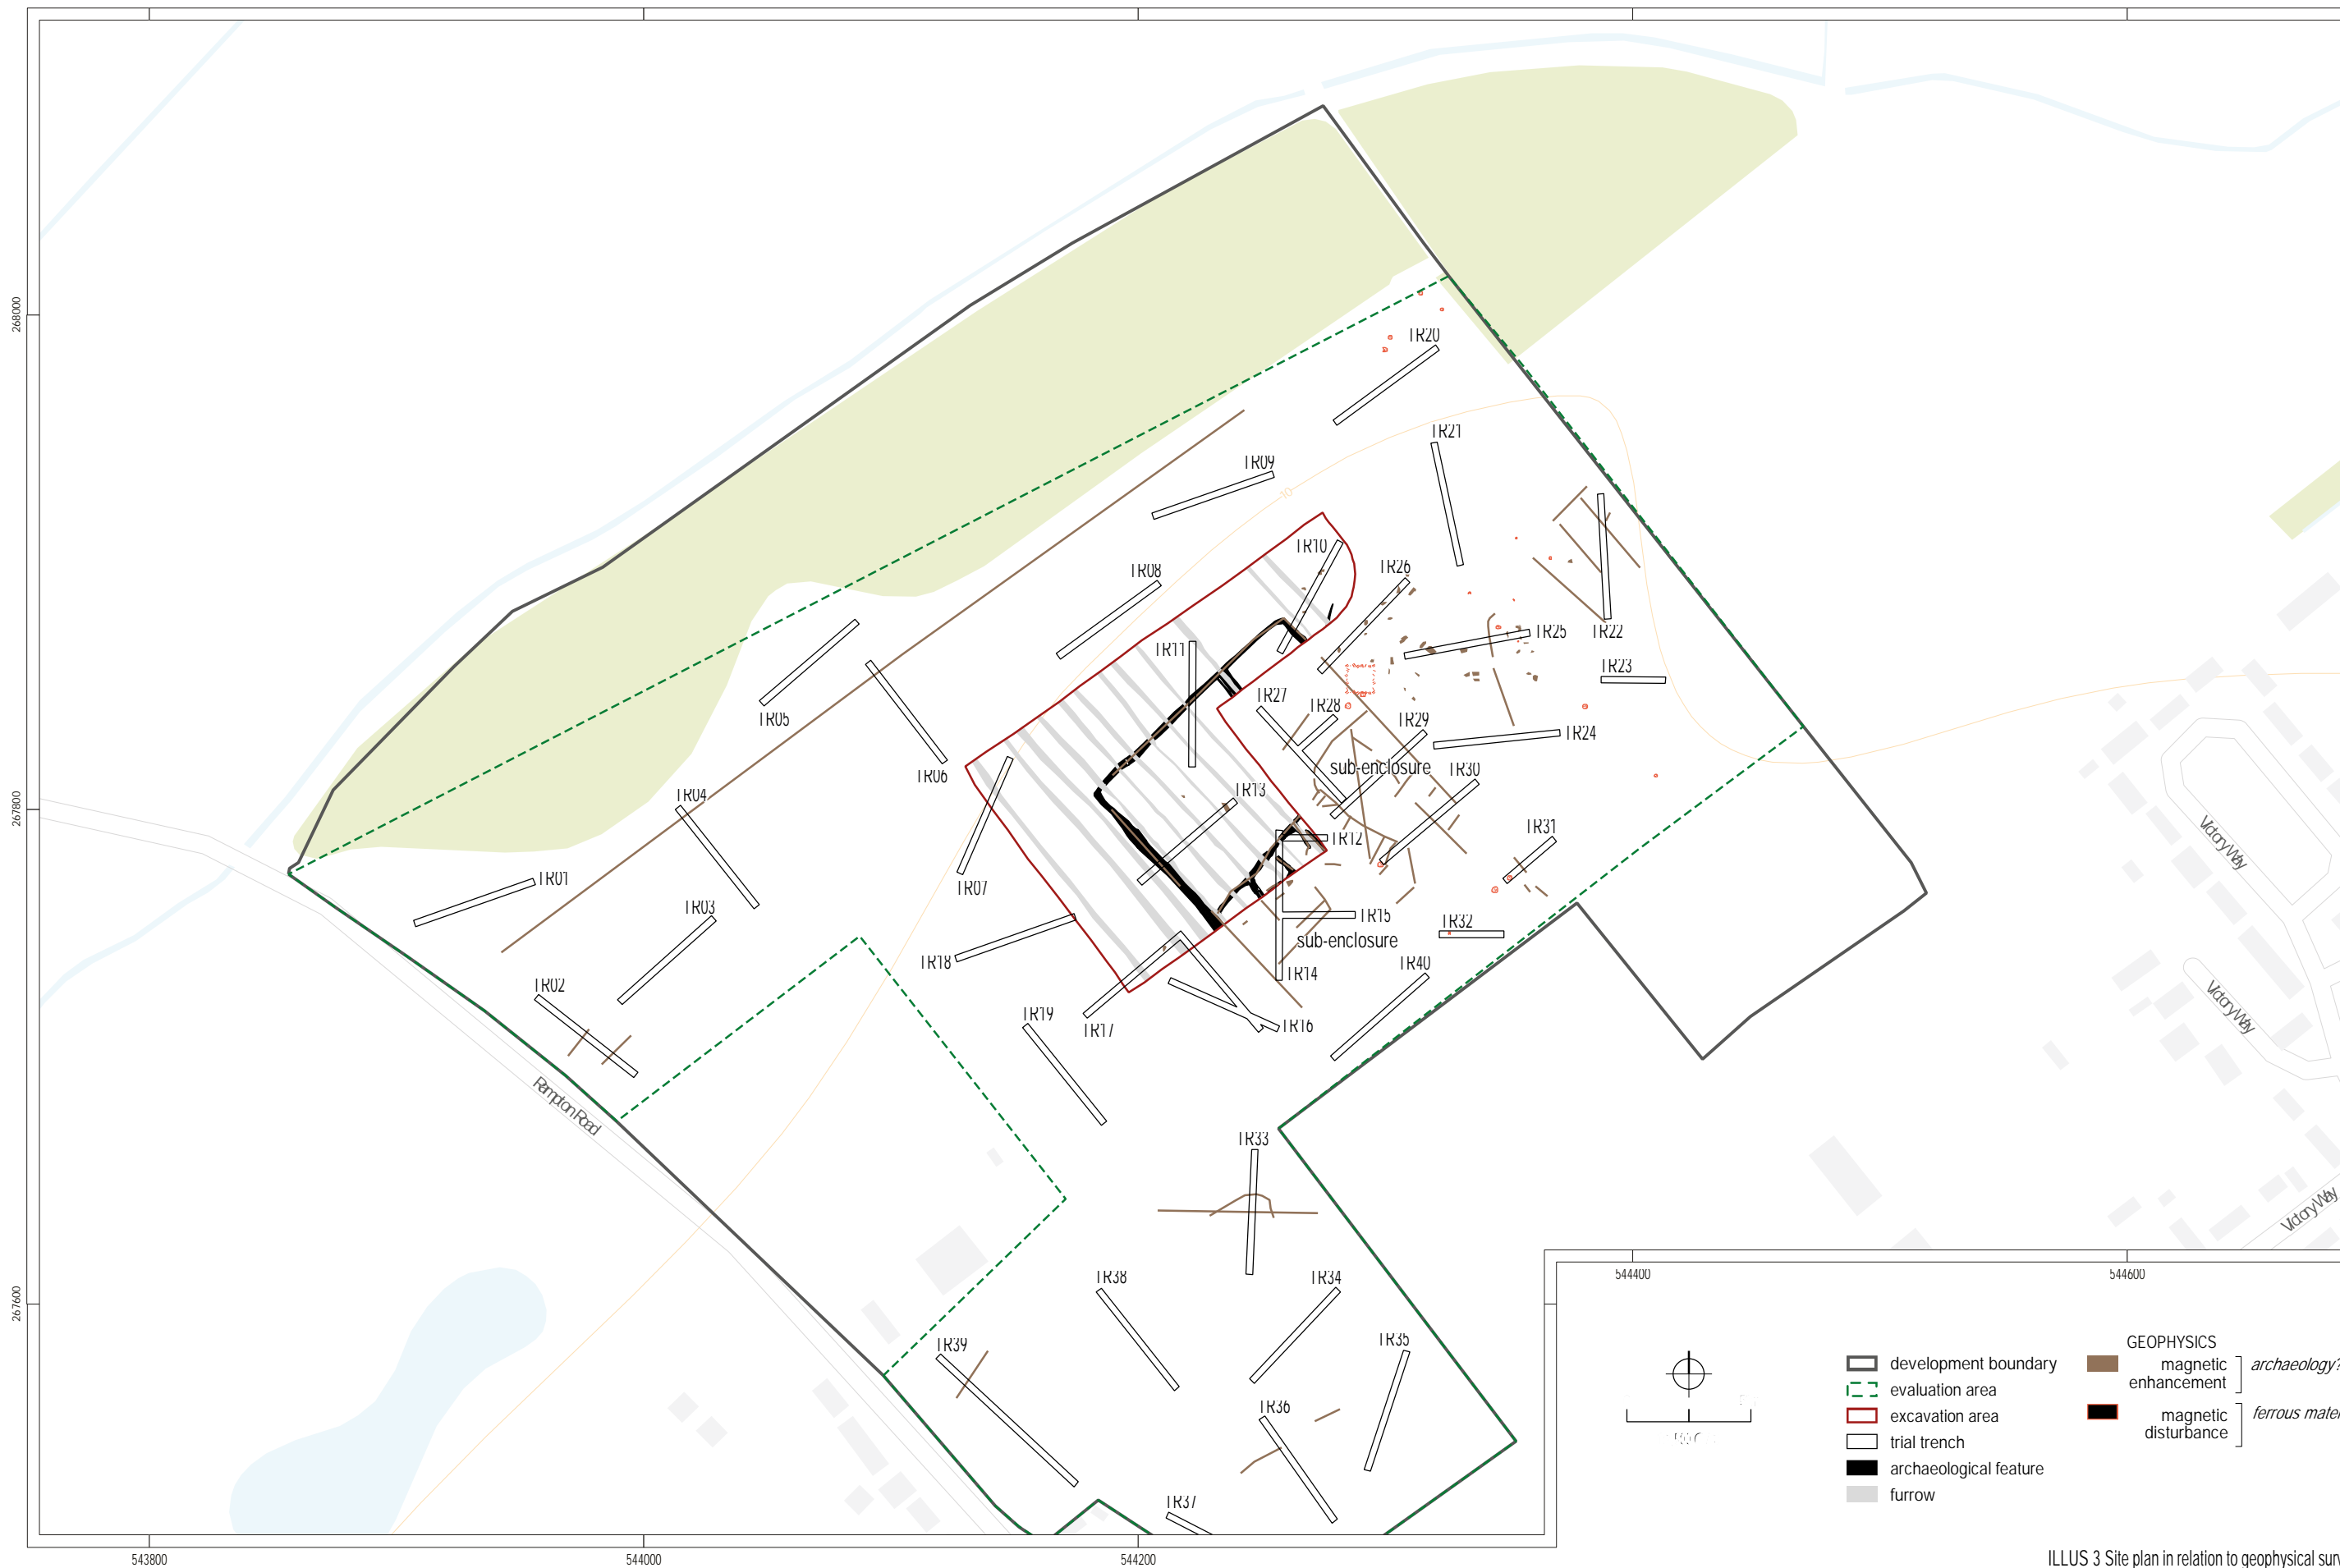 268000
267800
267600
543800
544000
544200
544400
544600
TR20
TR21
TR09
10
TR10
TR26
TR08
TR11
TR25
TR22
TR23
TR05
TR27
TR28
TR29
TR24
TR06
sub-enclosure
TR30
TR04
TR13
TR31
TR12
TR01
TR07
TR03
TR15
TR32
sub-enclosure
TR18
TR40
TR14
TR02
TR19
TR17
TR16
Rampton Road
Victory Way
Victory Way
Victory Way
TR33
TR38
TR34
TR39
TR35
TR36
TR37
development boundary
evaluation area
excavation area
trial trench
archaeological feature
furrow
GEOPHYSICS
magnetic
enhancement
archaeology?
magnetic
disturbance
ferrous mater
ILLUS 3 Site plan in relation to geophysical surv